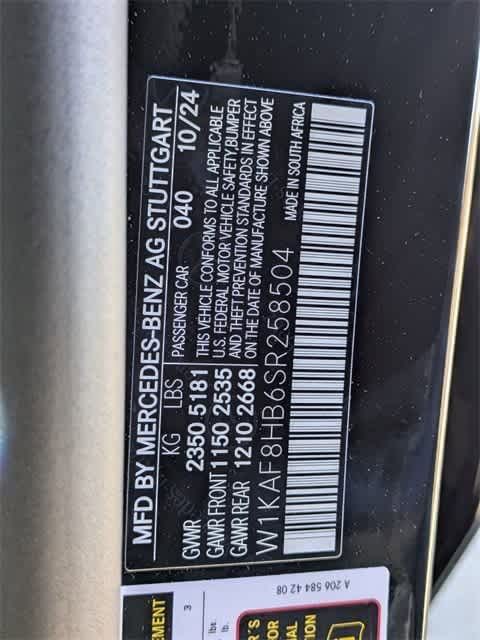 MFD BY MERCEDES-BENZ AG STUTTGART
KG LBS PASSENGER CAR 040 10/24
GVWR 2350 5181 THIS VEHICLE CONFORMS TO ALL APPLICABLE
GAWR FRONT 1150 2535 U.S. FEDERAL MOTOR VEHICLE SAFETY,BUMPER
GAWR REAR 1210 2668 AND THEFT PREVENTION STANDARDS IN EFFECT
ON THE DATE OF MANUFACTURE SHOWN ABOVE
W1KAF8HB6SR258504 MADE IN SOUTH AFRICA
A 206 584 42 08
3
lbs.
lb.